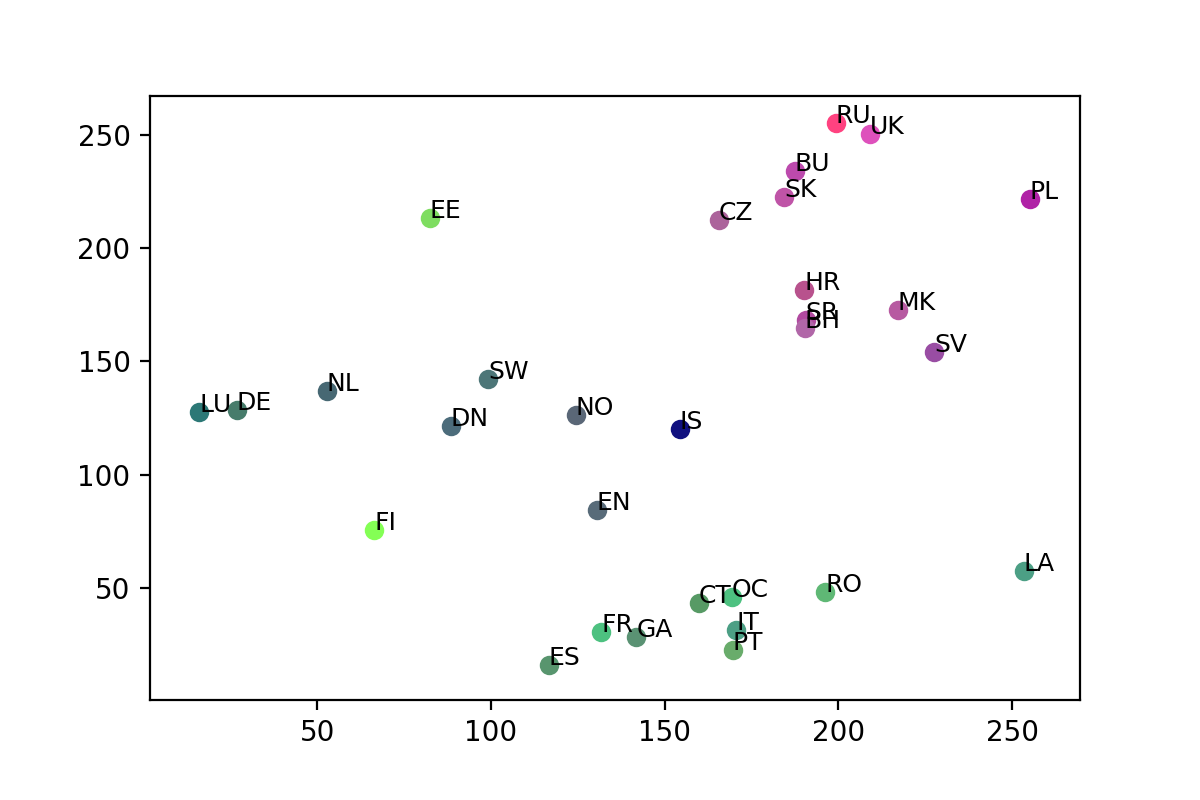 250
200
150
100
50
RU
UK
BU
SK
PL
EE
CZ
HR
MK
SR
BH
SV
SW
NL
LU
DE
NO
DN
IS
EN
FI
LA
RO
OC
CT
IT
FR
GA
PT
ES
50
100
150
200
250